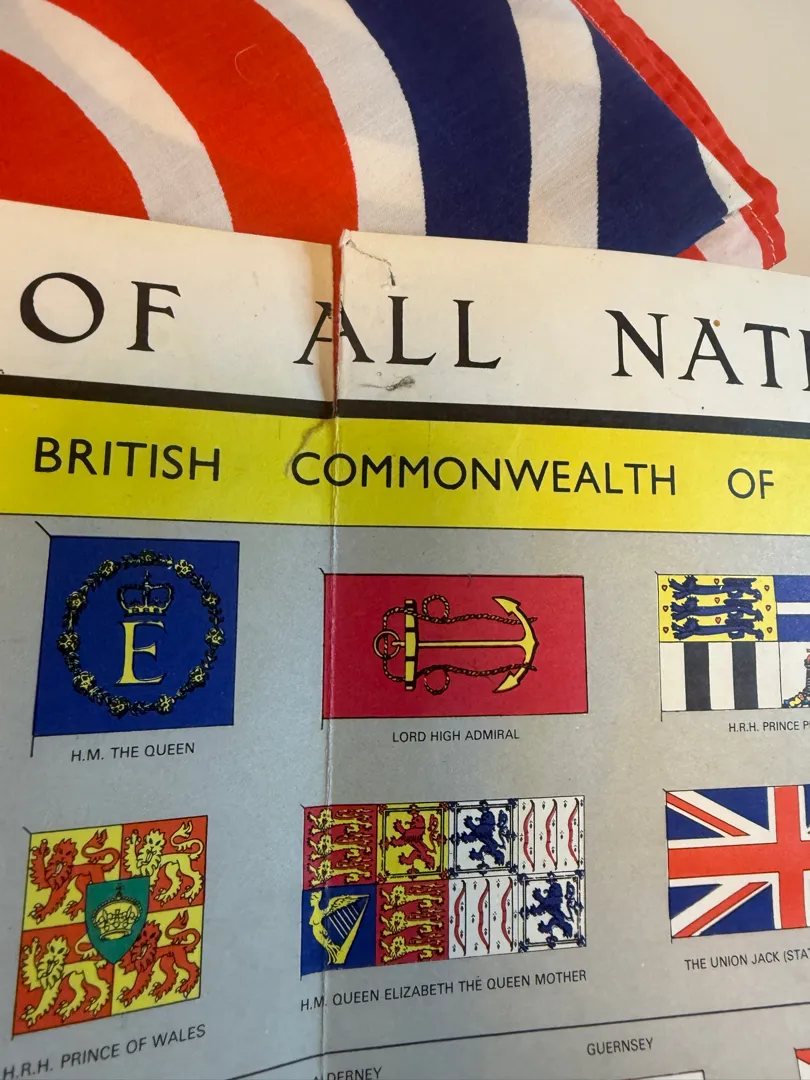 OF ALL NATI
BRITISH COMMONWEALTH OF
E
H.M. THE QUEEN
LORD HIGH ADMIRAL
H.R.H. PRINCE P
H.R.H. PRINCE OF WALES
H.M. QUEEN ELIZABETH THE QUEEN MOTHER
THE UNION JACK (STAT
ALDERNEY
GUERNSEY